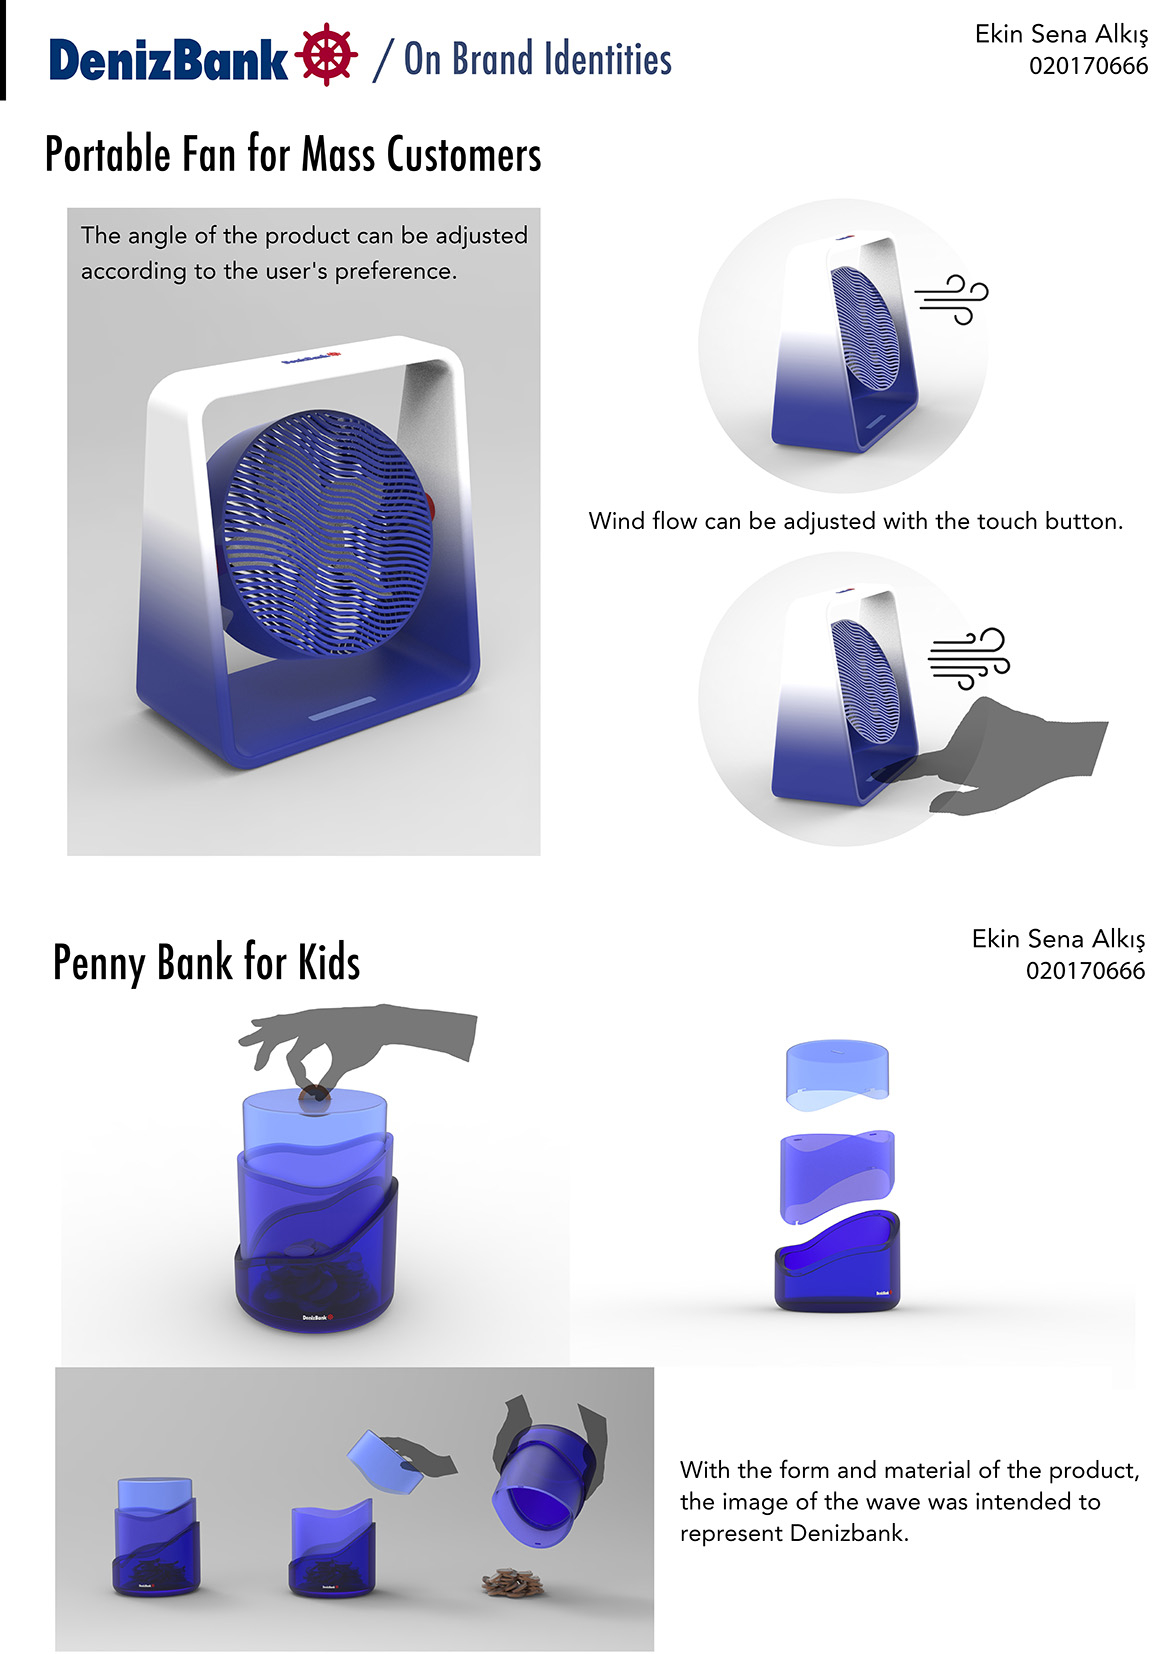 DenizBank / On Brand Identities
Ekin Sena Alkış
020170666
Portable Fan for Mass Customers
The angle of the product can be adjusted
according to the user's preference.
DenizBank
Wind flow can be adjusted with the touch button.
Penny Bank for Kids
Ekin Sena Alkış
020170666
DenizBank
DenizBank
DenizBank
DenizBank
With the form and material of the product,
the image of the wave was intended to
represent Denizbank.